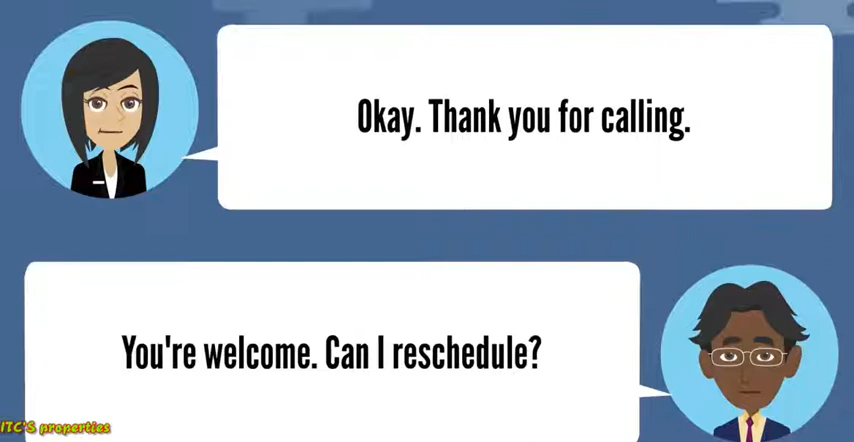 Okay. Thank you for calling.
You're welcome. Can I reschedule?
ITC'S properties